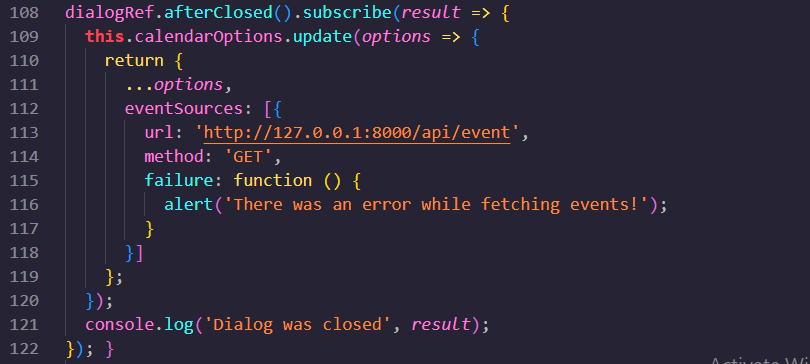 108 dialogRef.afterClosed().subscribe(result => {
109   this.calendarOptions.update(options => {
110     return {
111       ...options,
112       eventSources: [{
113         url: 'http://127.0.0.1:8000/api/event',
114         method: 'GET',
115         failure: function () {
116           alert('There was an error while fetching events!');
117         }
118       }]
119     };
120   });
121   console.log('Dialog was closed', result);
122 }); }
Activate Wi